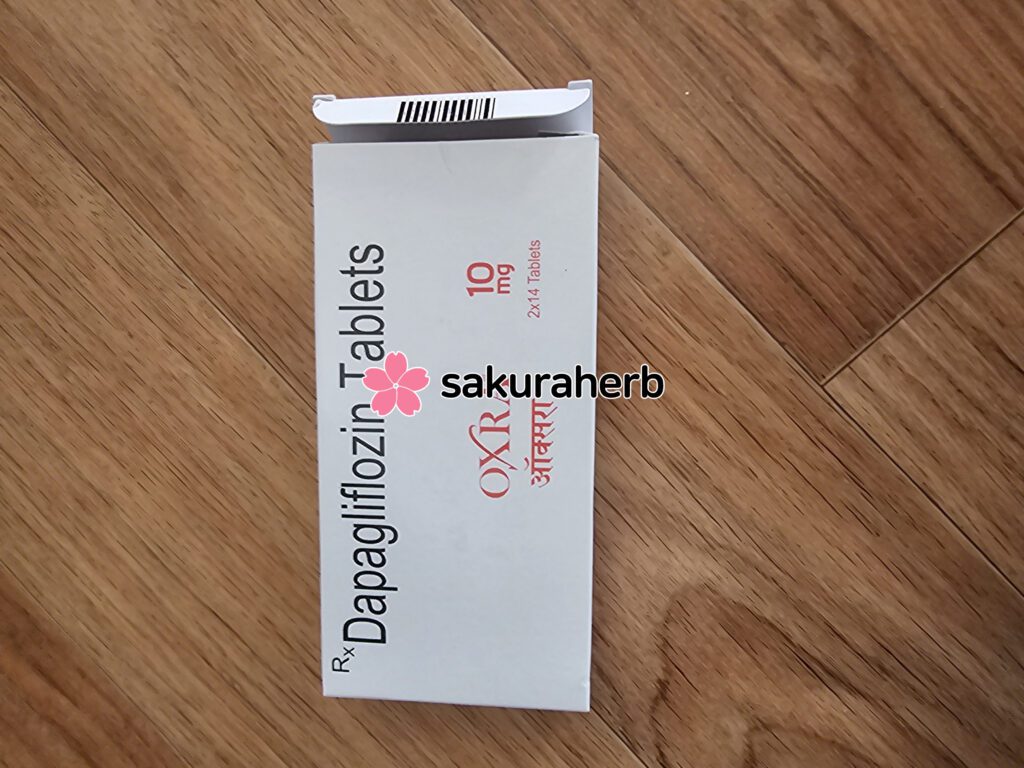 Rx Dapagliflozin Tablets
sakuraherb
OXRA
ऑक्सरा
10
mg
2x14 Tablets